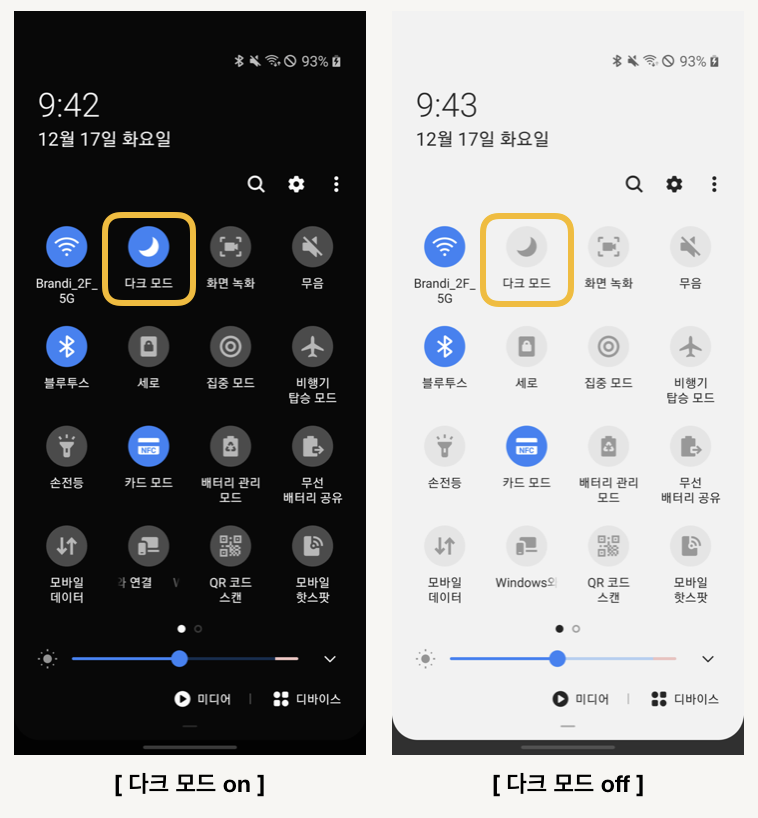 93%
9:42
12월 17일 화요일
Brandi_2F_
5G
다크 모드
화면 녹화
무음
블루투스
세로
집중 모드
비행기
탑승 모드
손전등
NFC
카드 모드
배터리 관리
모드
무선
배터리 공유
모바일
데이터
와 연결 W
QR 코드
스캔
모바일
핫스팟
미디어
디바이스
[ 다크 모드 on ]
93%
9:43
12월 17일 화요일
Brandi_2F_
5G
다크 모드
화면 녹화
무음
블루투스
세로
집중 모드
비행기
탑승 모드
손전등
NFC
카드 모드
배터리 관리
모드
무선
배터리 공유
모바일
데이터
Windows와
QR 코드
스캔
모바일
핫스팟
미디어
디바이스
[ 다크 모드 off ]